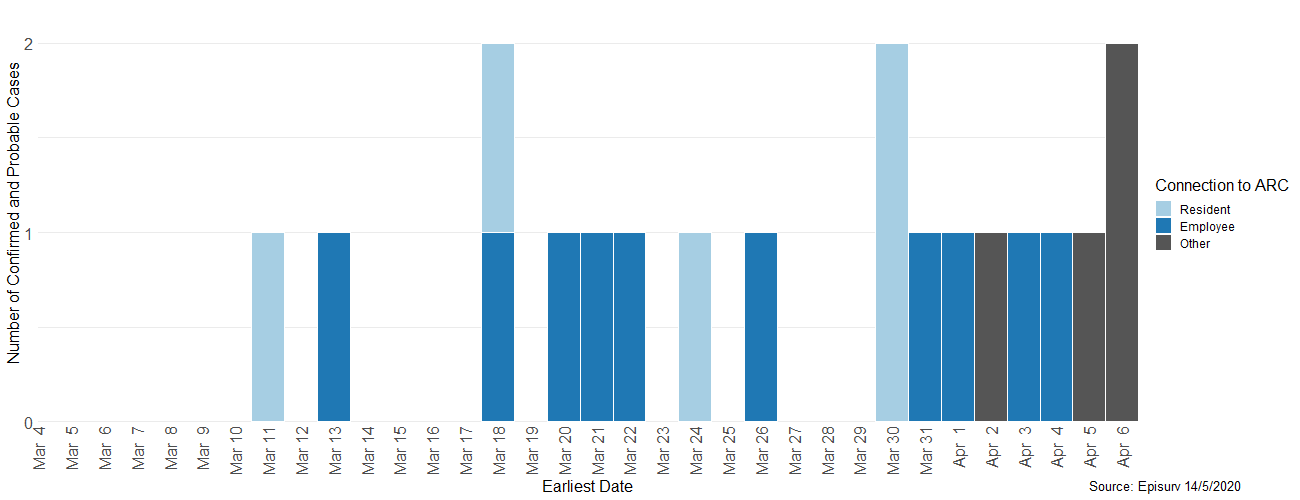 Number of Confirmed and Probable Cases
2
1
0
Mar 4
Mar 5
Mar 6
Mar 7
Mar 8
Mar 9
Mar 10
Mar 11
Mar 12
Mar 13
Mar 14
Mar 15
Mar 16
Mar 17
Mar 18
Mar 19
Mar 20
Mar 21
Mar 22
Mar 23
Mar 24
Mar 25
Mar 26
Mar 27
Mar 28
Mar 29
Mar 30
Mar 31
Apr 1
Apr 2
Apr 3
Apr 4
Apr 5
Apr 6
Earliest Date
Connection to ARC
Resident
Employee
Other
Source: Episurv 14/5/2020